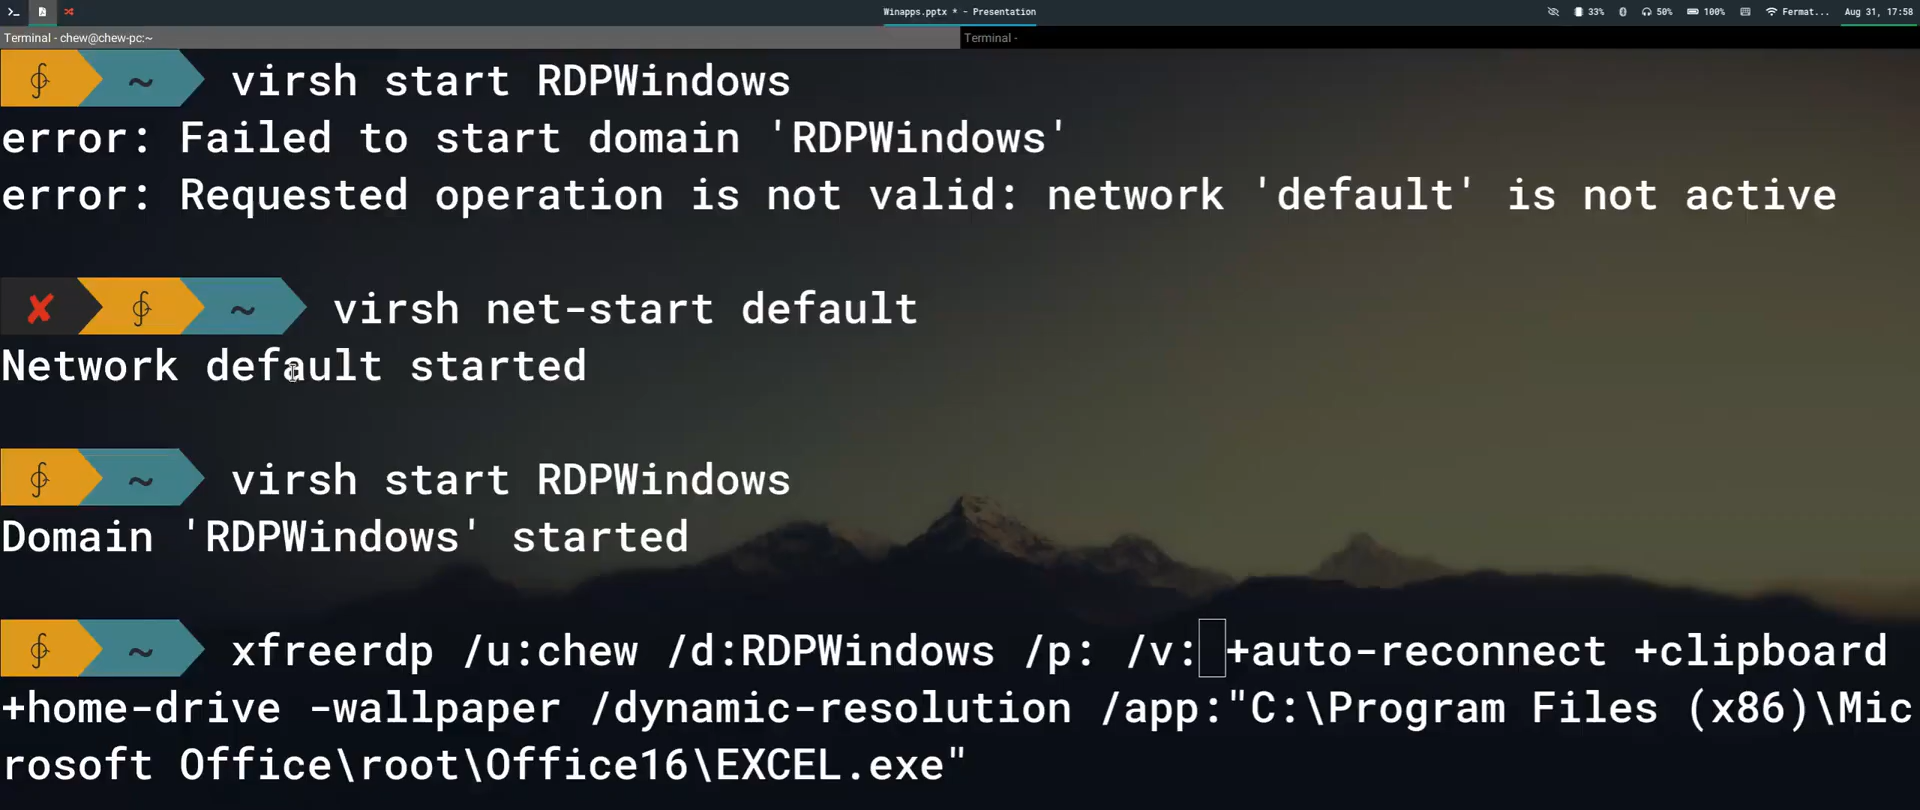 Winapps.pptx * - Presentation
33% 50% 100% Fermat... Aug 31, 17:58
Terminal - chew@chew-pc:~
Terminal -
~ virsh start RDPWindows
error: Failed to start domain 'RDPWindows'
error: Requested operation is not valid: network 'default' is not active
✘ ~ virsh net-start default
Network default started
~ virsh start RDPWindows
Domain 'RDPWindows' started
~ xfreerdp /u:chew /d:RDPWindows /p: /v: +auto-reconnect +clipboard
+home-drive -wallpaper /dynamic-resolution /app:"C:\Program Files (x86)\Mic
rosoft Office\root\Office16\EXCEL.exe"